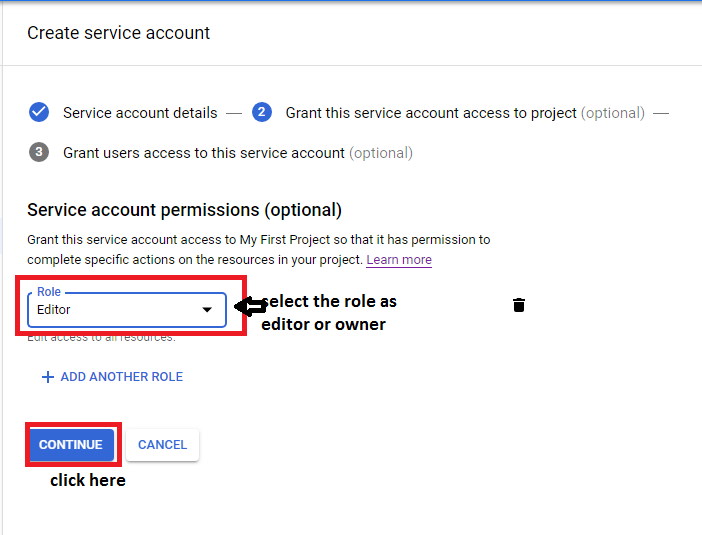 Create service account
Service account details
2 Grant this service account access to project (optional)
3 Grant users access to this service account (optional)
Service account permissions (optional)
Grant this service account access to My First Project so that it has permission to
complete specific actions on the resources in your project. Learn more
Role
Editor
select the role as
editor or owner
Edit access to all resources.
+ ADD ANOTHER ROLE
CONTINUE
CANCEL
click here